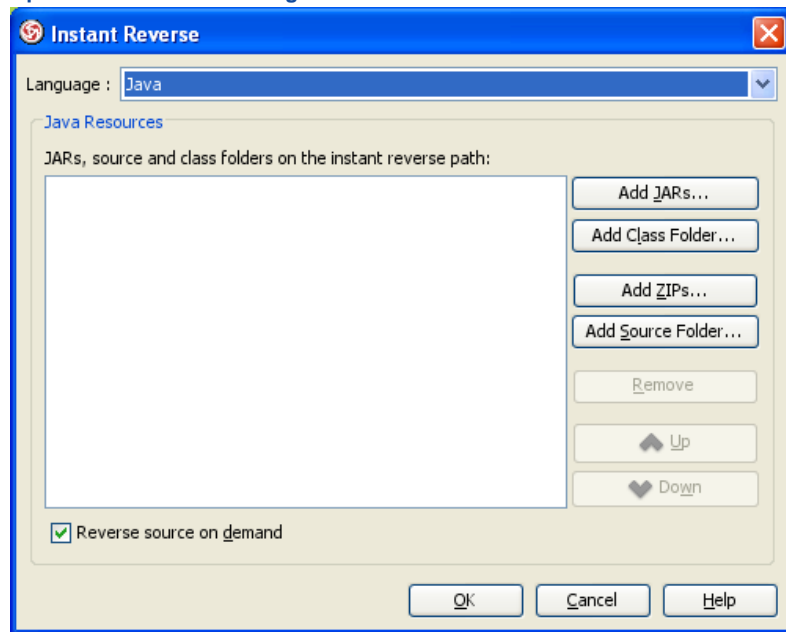 Instant Reverse
Language : Java
Java Resources
JARs, source and class folders on the instant reverse path:
Add JARs...
Add Class Folder...
Add ZIPs...
Add Source Folder...
Remove
Up
Down
Reverse source on demand
OK Cancel Help